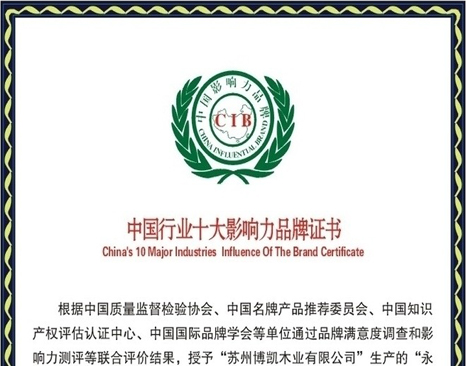 中国影响力品牌
CIB
CHINA INFLUENTIAL BRAND
中国行业十大影响力品牌证书
China's 10 Major Industries Influence Of The Brand Certificate
根据中国质量监督检验协会、中国名牌产品推荐委员会、中国知识
产权评估认证中心、中国国际品牌学会等单位通过品牌满意度调查和影
响力测评等联合评价结果，授予“苏州博凯木业有限公司”生产的“永